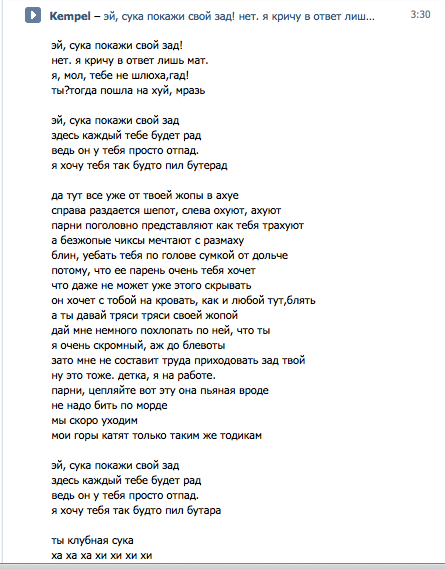 Kempel – эй, сука покажи свой зад! нет. я кричу в ответ лиш... 3:30
эй, сука покажи свой зад!
нет. я кричу в ответ лишь мат.
я, мол, тебе не шлюха,гад!
ты?тогда пошла на хуй, мразь
эй, сука покажи свой зад
здесь каждый тебе будет рад
ведь он у тебя просто отпад.
я хочу тебя так будто пил бутерад
да тут все уже от твоей жопы в ахуе
справа раздается шепот, слева охуют, ахуют
парни поголовно представляют как тебя трахуют
а безжопые чиксы мечтают с размаху
блин, уебать тебя по голове сумкой от дольче
потому, что ее парень очень тебя хочет
что даже не может уже этого скрывать
он хочет с тобой на кровать, как и любой тут,блять
а ты давай тряси тряси своей жопой
дай мне немного похлопать по ней, что ты
я очень скромный, аж до блевоты
зато мне не составит труда приходовать зад твой
ну это тоже. детка, я на работе.
парни, цепляйте вот эту она пьяная вроде
не надо бить по морде
мы скоро уходим
мои горы катят только таким же тодикам
эй, сука покажи свой зад
здесь каждый тебе будет рад
ведь он у тебя просто отпад.
я хочу тебя так будто пил бутара
ты клубная сука
ха ха ха хи хи хи хи